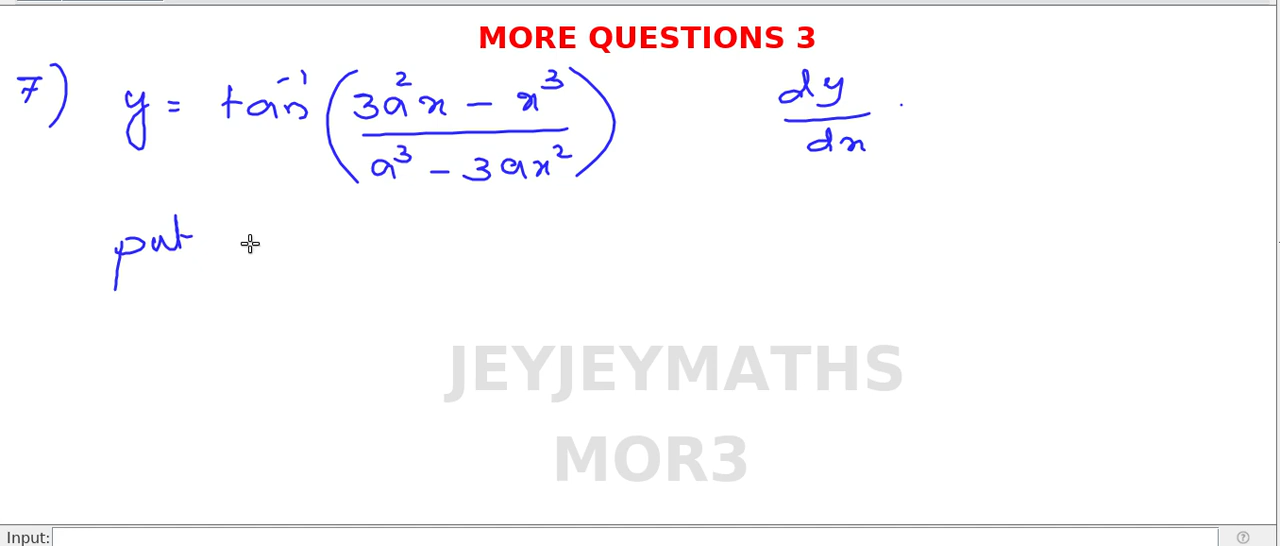 MORE QUESTIONS 3
7) y = tan⁻¹((3a²x − x³)/(a³ − 3ax²)) dy/dx .
put
JEYJEYMATHS
MOR3
Input: